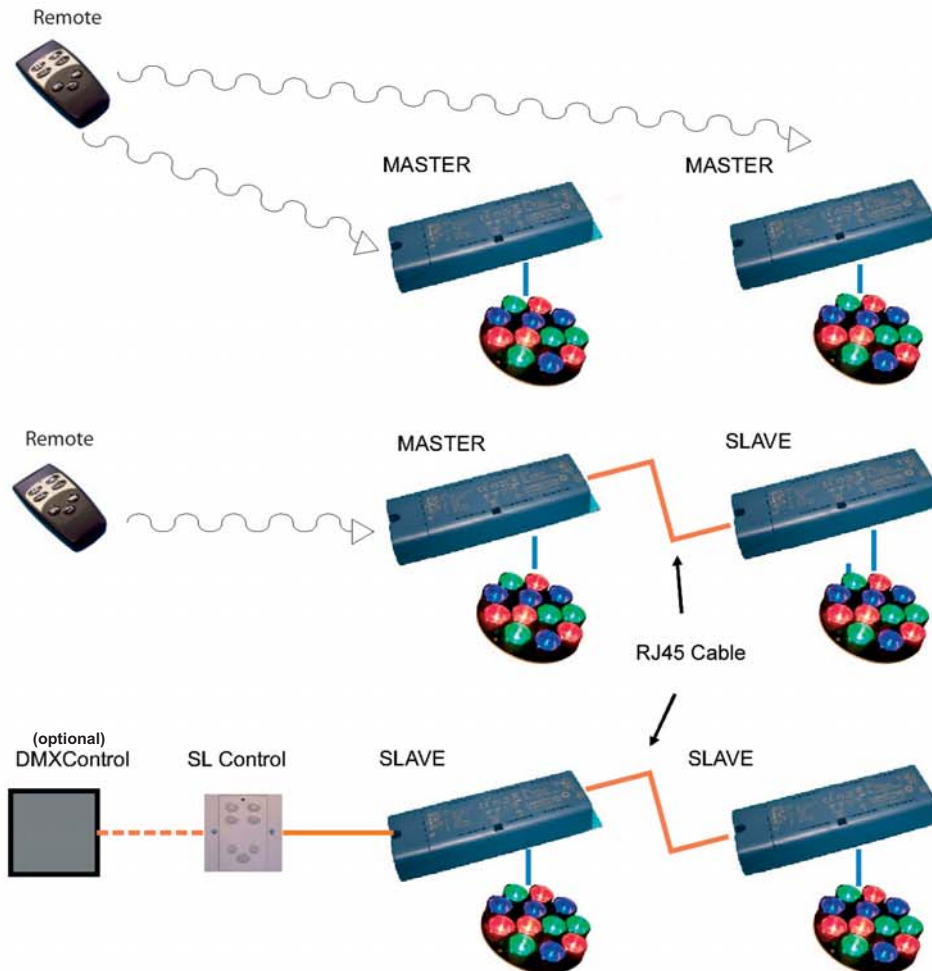 Remote
MASTER MASTER
Remote
MASTER SLAVE
RJ45 Cable
(optional)
DMXControl SL Control SLAVE SLAVE